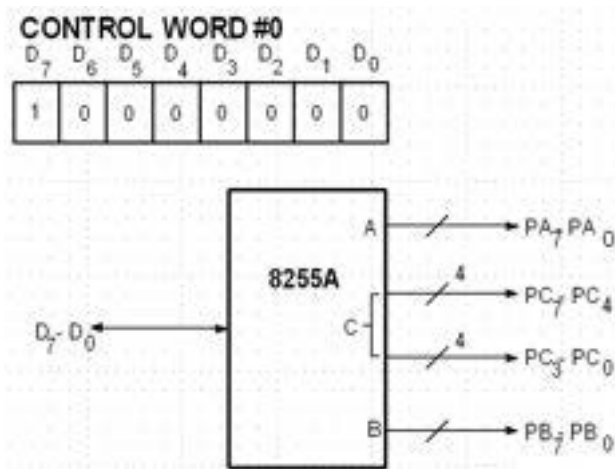 CONTROL WORD #0
D7 D6 D5 D4 D3 D2 D1 D0
1 0 0 0 0 0 0 0
A PA7 PA0
8255A
4 PC7 PC4
D7- D0
C
4 PC3- PC0
B PB7 PB0